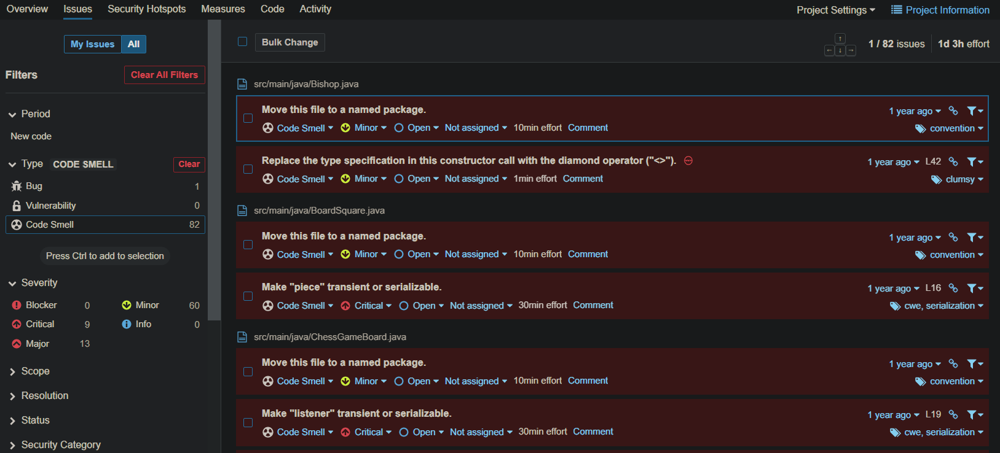 Overview Issues Security Hotspots Measures Code Activity Project Settings Project Information
My Issues All
Bulk Change
1 / 82 issues 1d 3h effort
Filters Clear All Filters
Period
New code
Type CODE SMELL Clear
Bug 1
Vulnerability 0
Code Smell 82
Press Ctrl to add to selection
Severity
Blocker 0 Minor 60
Critical 9 Info 0
Major 13
Scope
Resolution
Status
Security Category
src/main/java/Bishop.java
Move this file to a named package. 1 year ago
Code Smell Minor Open Not assigned 10min effort Comment convention
Replace the type specification in this constructor call with the diamond operator ("<>"). 1 year ago L42
Code Smell Minor Open Not assigned 1min effort Comment clumsy
src/main/java/BoardSquare.java
Move this file to a named package. 1 year ago
Code Smell Minor Open Not assigned 10min effort Comment convention
Make "piece" transient or serializable. 1 year ago L16
Code Smell Critical Open Not assigned 30min effort Comment cwe, serialization
src/main/java/ChessGameBoard.java
Move this file to a named package. 1 year ago
Code Smell Minor Open Not assigned 10min effort Comment convention
Make "listener" transient or serializable. 1 year ago L19
Code Smell Critical Open Not assigned 30min effort Comment cwe, serialization